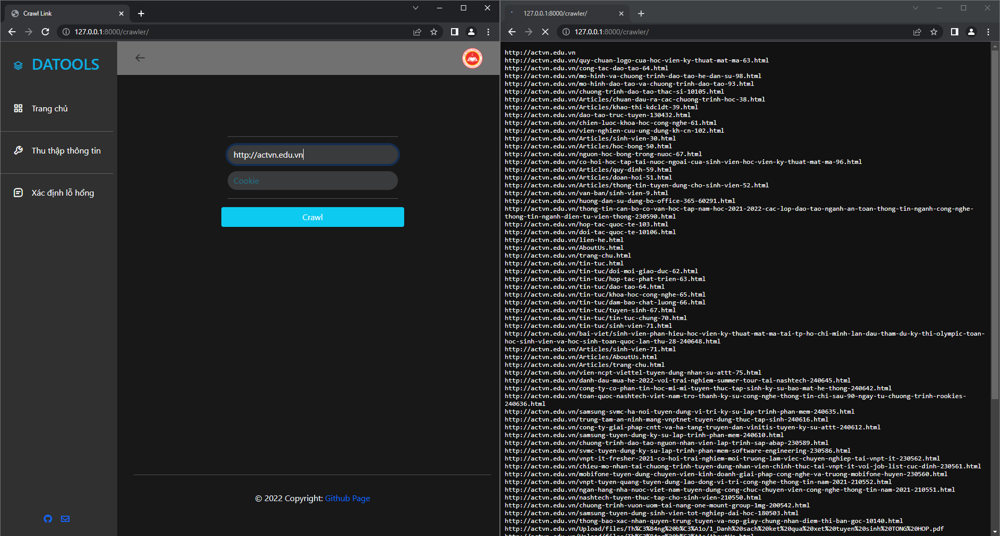 Crawl Link
127.0.0.1:8000/crawler/
DATOOLS
Trang chủ
Thu thập thông tin
Xác định lỗ hổng
http://actvn.edu.vn
Cookie
Crawl
© 2022 Copyright: Github Page
127.0.0.1:8000/crawler/
127.0.0.1:8000/crawler/
http://actvn.edu.vn
http://actvn.edu.vn/quy-chuan-logo-cua-hoc-vien-ky-thuat-mat-ma-63.html
http://actvn.edu.vn/cong-tac-dao-tao-64.html
http://actvn.edu.vn/mo-hinh-va-chuong-trinh-dao-tao-he-dan-su-98.html
http://actvn.edu.vn/mo-hinh-dao-tao-va-chuong-trinh-dao-tao-93.html
http://actvn.edu.vn/chuong-trinh-dao-tao-thac-si-10105.html
http://actvn.edu.vn/Articles/chuan-dau-ra-cac-chuong-trinh-hoc-38.html
http://actvn.edu.vn/Articles/khao-thi-kdcldt-39.html
http://actvn.edu.vn/dao-tao-truc-tuyen-130432.html
http://actvn.edu.vn/chien-luoc-khoa-hoc-cong-nghe-61.html
http://actvn.edu.vn/vien-nghien-cuu-ung-dung-kh-cn-102.html
http://actvn.edu.vn/Articles/sinh-vien-30.html
http://actvn.edu.vn/Articles/hoc-bong-50.html
http://actvn.edu.vn/nguon-hoc-bong-trong-nuoc-67.html
http://actvn.edu.vn/co-hoi-hoc-tap-tai-nuoc-ngoai-cua-sinh-vien-hoc-vien-ky-thuat-mat-ma-96.html
http://actvn.edu.vn/Articles/quy-dinh-59.html
http://actvn.edu.vn/Articles/doan-hoi-51.html
http://actvn.edu.vn/Articles/thong-tin-tuyen-dung-cho-sinh-vien-52.html
http://actvn.edu.vn/van-ban/sinh-vien-9.html
http://actvn.edu.vn/huong-dan-su-dung-bo-office-365-60291.html
http://actvn.edu.vn/thong-tin-can-bo-co-van-hoc-tap-nam-hoc-2021-2022-cac-lop-dao-tao-nganh-an-toan-thong-tin-nganh-cong-nghe-
thong-tin-nganh-dien-tu-vien-thong-230590.html
http://actvn.edu.vn/hop-tac-quoc-te-103.html
http://actvn.edu.vn/doi-tac-quoc-te-10106.html
http://actvn.edu.vn/lien-he.html
http://actvn.edu.vn/AboutUs.html
http://actvn.edu.vn/trang-chu.html
http://actvn.edu.vn/tin-tuc.html
http://actvn.edu.vn/tin-tuc/doi-moi-giao-duc-62.html
http://actvn.edu.vn/tin-tuc/hop-tac-phat-trien-63.html
http://actvn.edu.vn/tin-tuc/dao-tao-64.html
http://actvn.edu.vn/tin-tuc/khoa-hoc-cong-nghe-65.html
http://actvn.edu.vn/tin-tuc/dam-bao-chat-luong-66.html
http://actvn.edu.vn/tin-tuc/tuyen-sinh-67.html
http://actvn.edu.vn/tin-tuc/tin-tuc-chung-70.html
http://actvn.edu.vn/tin-tuc/sinh-vien-71.html
http://actvn.edu.vn/bai-viet/sinh-vien-phan-hieu-hoc-vien-ky-thuat-mat-ma-tai-tp-ho-chi-minh-lan-dau-tham-du-ky-thi-olympic-toan-
hoc-sinh-vien-va-hoc-sinh-toan-quoc-lan-thu-28-240648.html
http://actvn.edu.vn/Articles/sinh-vien-71.html
http://actvn.edu.vn/Articles/AboutUs.html
http://actvn.edu.vn/Articles/trang-chu.html
http://actvn.edu.vn/vien-ncpt-viettel-tuyen-dung-nhan-su-attt-75.html
http://actvn.edu.vn/danh-dau-mua-he-2022-voi-trai-nghiem-summer-tour-tai-nashtech-240645.html
http://actvn.edu.vn/cong-ty-co-phan-tin-hoc-mi-mi-tuyen-thuc-tap-sinh-ky-su-bao-mat-he-thong-240642.html
http://actvn.edu.vn/toan-quoc-nashtech-viet-nam-tro-thanh-ky-su-cong-nghe-thong-tin-chi-sau-90-ngay-tu-chuong-trinh-rookies-
240636.html
http://actvn.edu.vn/samsung-svmc-ha-noi-tuyen-dung-vi-tri-ky-su-lap-trinh-phan-mem-240635.html
http://actvn.edu.vn/trung-tam-an-ninh-mang-vnptnet-tuyen-dung-thuc-tap-sinh-240616.html
http://actvn.edu.vn/cong-ty-giai-phap-cntt-va-ha-tang-truyen-dan-vinitis-tuyen-ky-su-attt-240612.html
http://actvn.edu.vn/samsung-tuyen-dung-ky-su-lap-trinh-phan-mem-240610.html
http://actvn.edu.vn/chuong-trinh-dao-tao-nguon-nhan-vien-lap-trinh-sap-abap-230589.html
http://actvn.edu.vn/svmc-tuyen-dung-ky-su-lap-trinh-phan-mem-software-engineering-230586.html
http://actvn.edu.vn/vnpt-it-fresher-2021-co-hoi-trai-nghiem-moi-truong-lam-viec-chuyen-nghiep-tai-vnpt-it-230562.html
http://actvn.edu.vn/chieu-mo-nhan-tai-chuong-trinh-tuyen-dung-nhan-vien-chinh-thuc-tai-vnpt-it-voi-job-list-cuc-dinh-230561.html
http://actvn.edu.vn/mobifone-tuyen-dung-chuyen-vien-kinh-doanh-giai-phap-cong-nghe-va-truong-mobifone-huyen-230560.html
http://actvn.edu.vn/vnpt-tuyen-quang-tuyen-dung-lao-dong-vi-tri-cong-nghe-thong-tin-nam-2021-210552.html
http://actvn.edu.vn/ngan-hang-nha-nuoc-viet-nam-tuyen-dung-cong-chuc-chuyen-vien-cong-nghe-thong-tin-nam-2021-210551.html
http://actvn.edu.vn/nashtech-tuyen-thuc-tap-cho-sinh-vien-210550.html
http://actvn.edu.vn/chuong-trinh-vuon-uom-tai-nang-one-mount-group-1mg-200542.html
http://actvn.edu.vn/samsung-tuyen-dung-sinh-vien-tot-nghiep-dai-hoc-180503.html
http://actvn.edu.vn/thong-bao-xac-nhan-quyen-trung-tuyen-va-nop-giay-chung-nhan-diem-thi-ban-goc-10140.html
http://actvn.edu.vn/Upload/files/Th%C3%B4ng%20b%C3%A1o/1_Danh%20sach%20ket%20qua%20xet%20tuyen%20sinh%20TONG%20HOP.pdf
http://actvn.edu.vn/Upload/files/Th%C3%B4ng%20b%C3%A1o/AboutUs.html